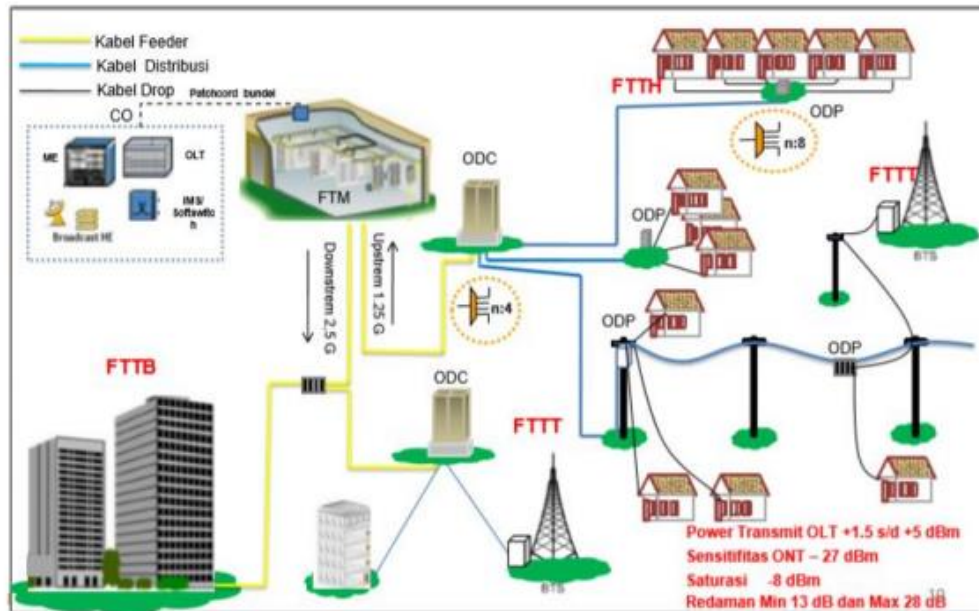 Kabel Feeder
Kabel Distribusi
Kabel Drop
Patchcord bundel
CO
ME
OLT
IMS/
Softswitc
h
Broadcast HE
FTM
Downstrem 2,5 G
Upstrem 1.25 G
ODC
n:4
FTTH
ODP
n:8
ODP
FTTT
BTS
ODP
ODP
FTTB
ODC
FTTT
BTS
Power Transmit OLT +1.5 s/d +5 dBm
Sensitifitas ONT – 27 dBm
Saturasi -8 dBm
Redaman Min 13 dB dan Max 28 dB